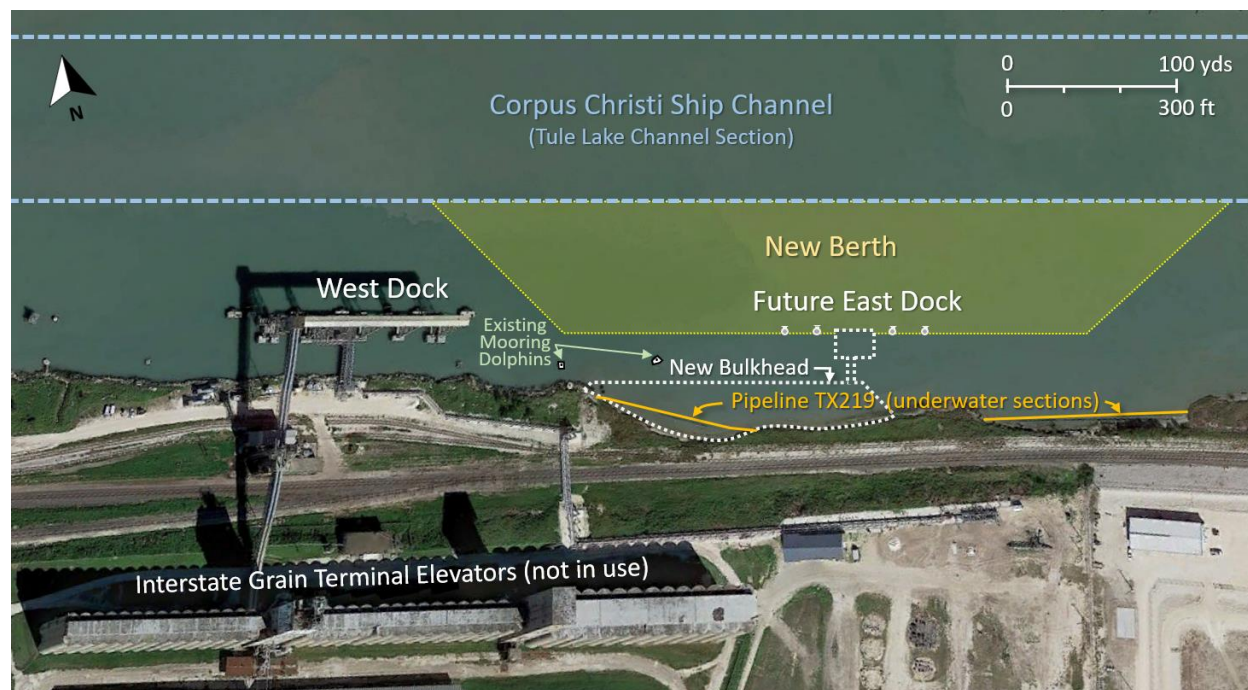 0 100 yds
0 300 ft
N
Corpus Christi Ship Channel
(Tule Lake Channel Section)
New Berth
West Dock
Future East Dock
Existing
Mooring
Dolphins
New Bulkhead
Pipeline TX219 (underwater sections)
Interstate Grain Terminal Elevators (not in use)